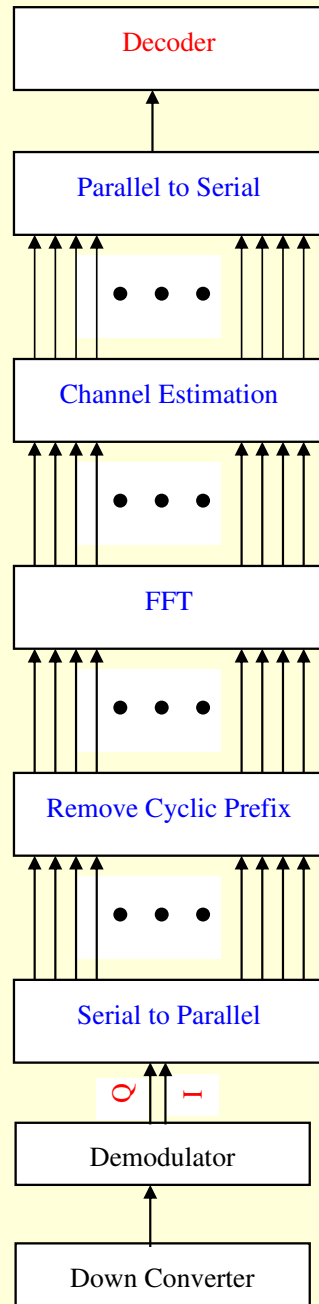 Decoder
Parallel to Serial
Channel Estimation
FFT
Remove Cyclic Prefix
Serial to Parallel
Q I
Demodulator
Down Converter